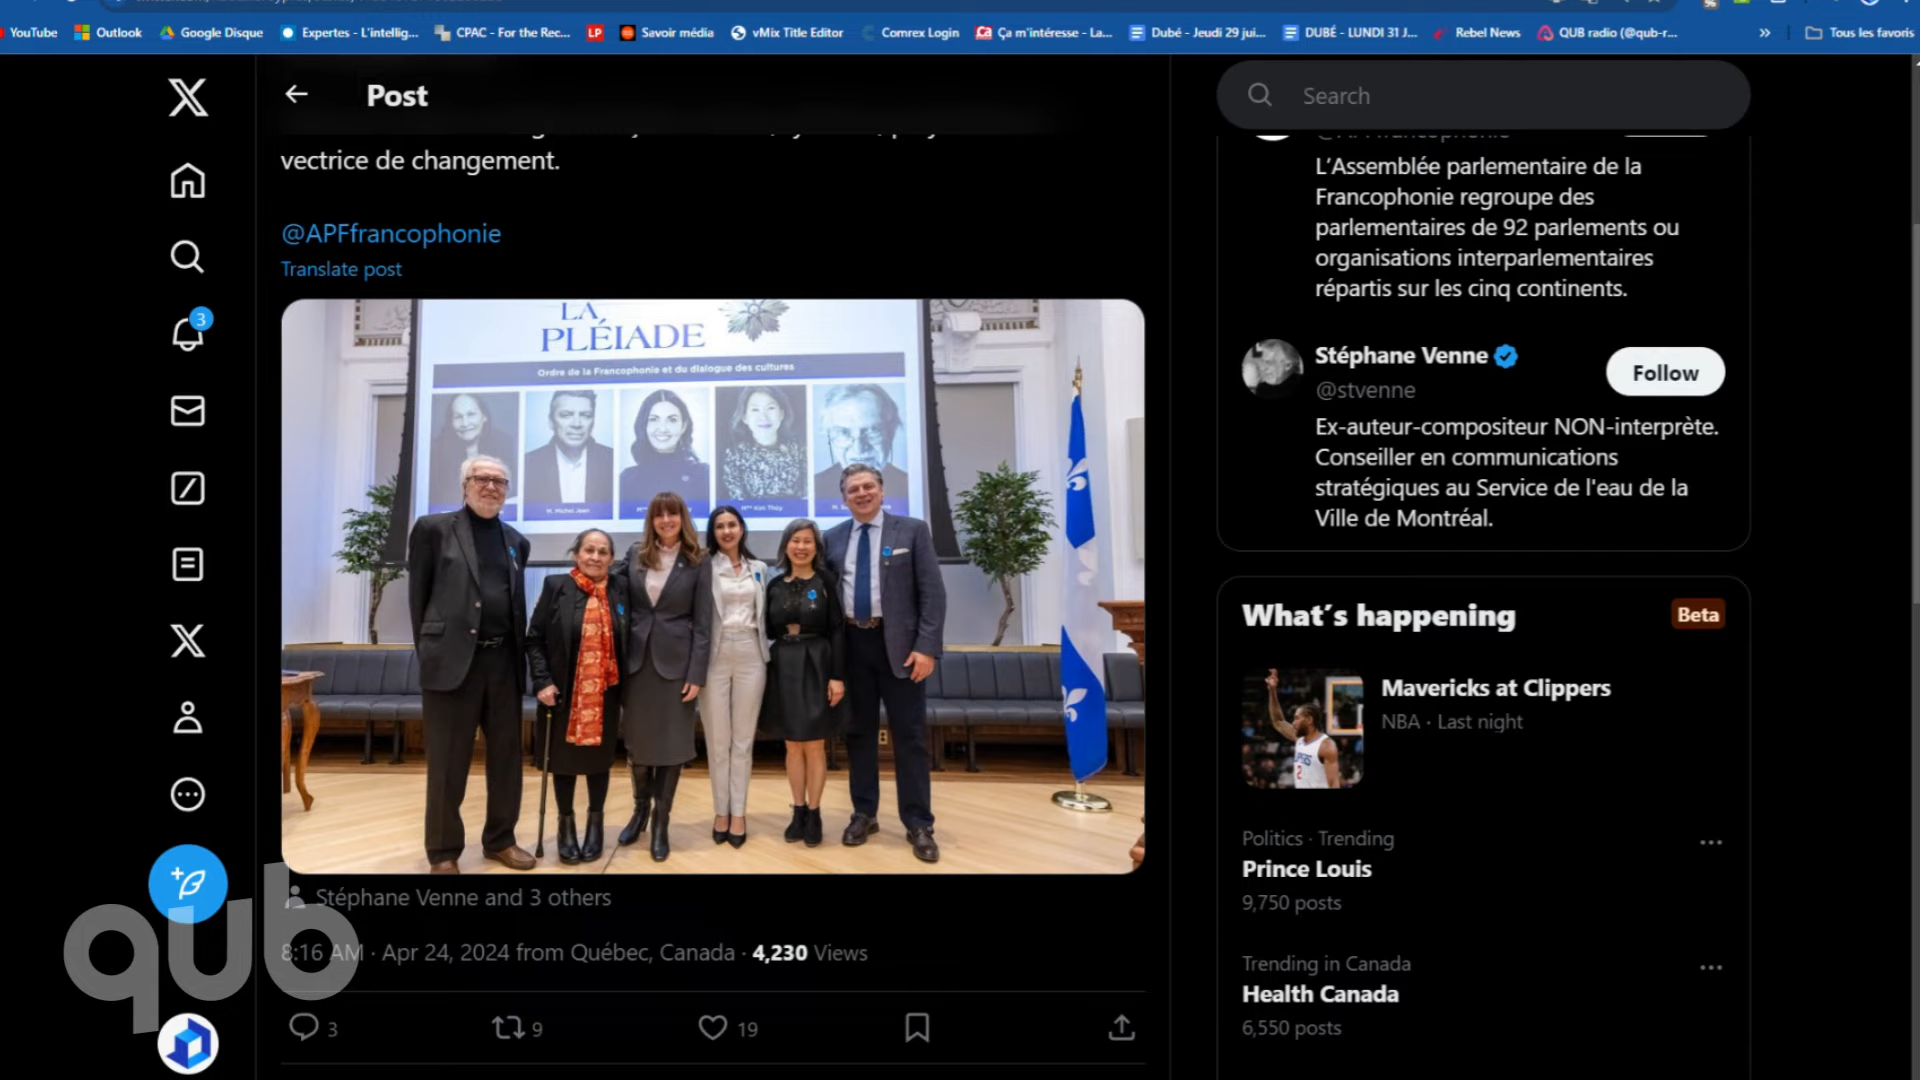 YouTube
Outlook
Google Disque
Expertes - L'intellig...
CPAC - For the Rec...
LP
Savoir média
vMix Title Editor
Comrex Login
Ça m'intéresse - La...
Dubé - Jeudi 29 jui...
DUBÉ - LUNDI 31 J...
Rebel News
QUB radio (@qub-r...
»
Tous les favoris
Post
vectrice de changement.
@APFfrancophonie
Translate post
LA
PLÉIADE
Ordre de la Francophonie et du dialogue des cultures
M. Michel Jean
Mme Kim Thúy
Stéphane Venne and 3 others
8:16 AM · Apr 24, 2024 from Québec, Canada · 4,230 Views
3
9
19
3
qub
Search
L'Assemblée parlementaire de la
Francophonie regroupe des
parlementaires de 92 parlements ou
organisations interparlementaires
répartis sur les cinq continents.
Stéphane Venne
@stvenne
Follow
Ex-auteur-compositeur NON-interprète.
Conseiller en communications
stratégiques au Service de l'eau de la
Ville de Montréal.
What's happening
Beta
Mavericks at Clippers
NBA · Last night
Politics · Trending
Prince Louis
9,750 posts
Trending in Canada
Health Canada
6,550 posts